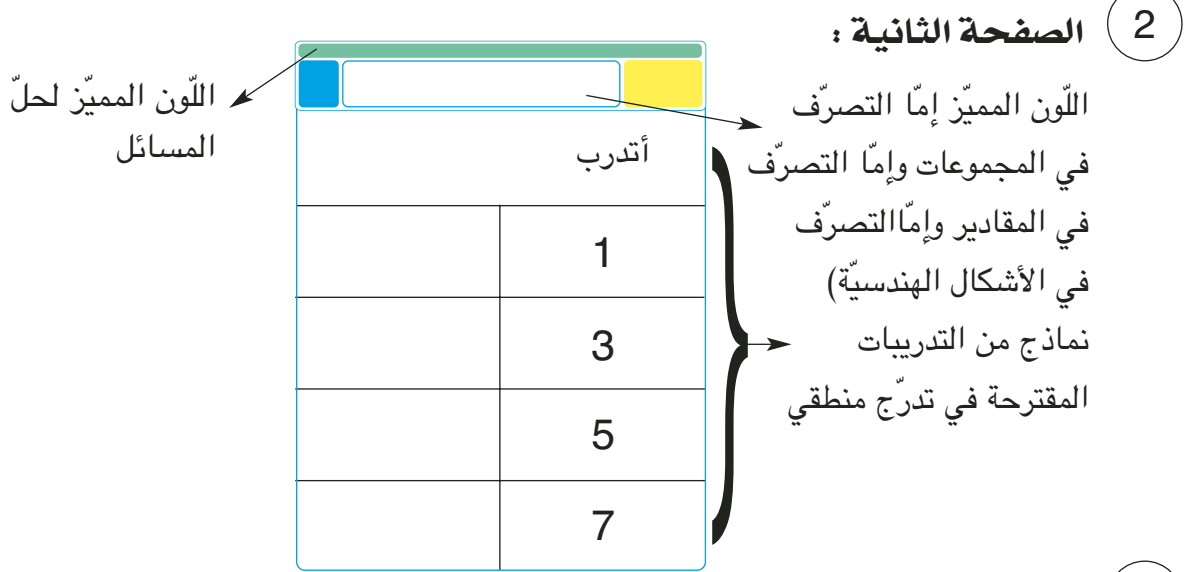 2
الصفحة الثانية :
اللّون المميّز إمّا التصرّف
في المجموعات وإمّا التصرّف
في المقادير وإمّاالتصرّف
في الأشكال الهندسيّة)
نماذج من التدريبات
المقترحة في تدرّج منطقي
أتدرب
1
3
5
7
اللّون المميّز لحلّ
المسائل